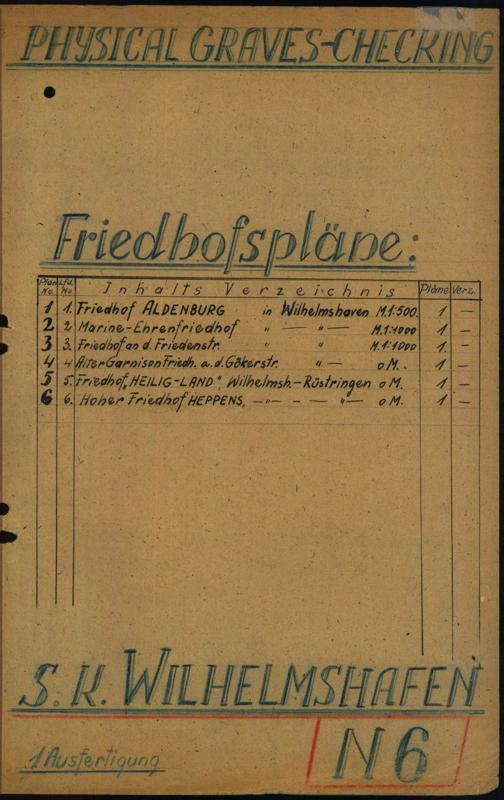 PHYSICAL GRAVES-CHECKING
Friedhofspläne:
Plan No. Lfd. No. Inhalts Verzeichnis Pläne Verz.
1 1. Friedhof ALDENBURG in Wilhelmshaven M.1:500. 1 —
2 2. Marine-Ehrenfriedhof " — " — M.1:1000 1 —
3 3. Friedhof an d. Friedenstr. " " M.1:1000 1. —
4 4. Alter Garnison Friedh. a. d. Gökerstr. " — o M. 1 —
5 5. Friedhof „HEILIG-LAND", Wilhelmsh.-Rüstringen o M. 1 —
6 6. Hoher Friedhof HEPPENS, —"— — —"— o M. 1 —
S. K. WILHELMSHAFEN
1 Ausfertigung
N 6